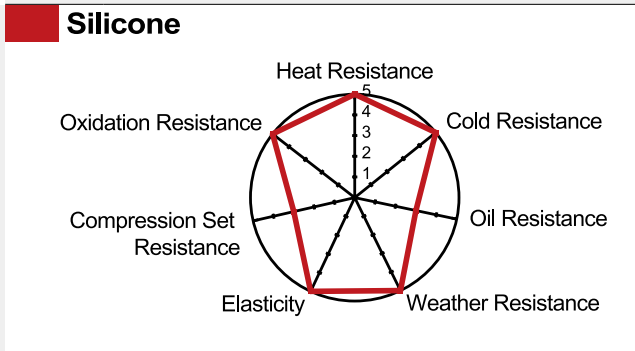 Silicone
Heat Resistance
5
4
3
2
1
Oxidation Resistance
Cold Resistance
Compression Set
Resistance
Oil Resistance
Elasticity
Weather Resistance